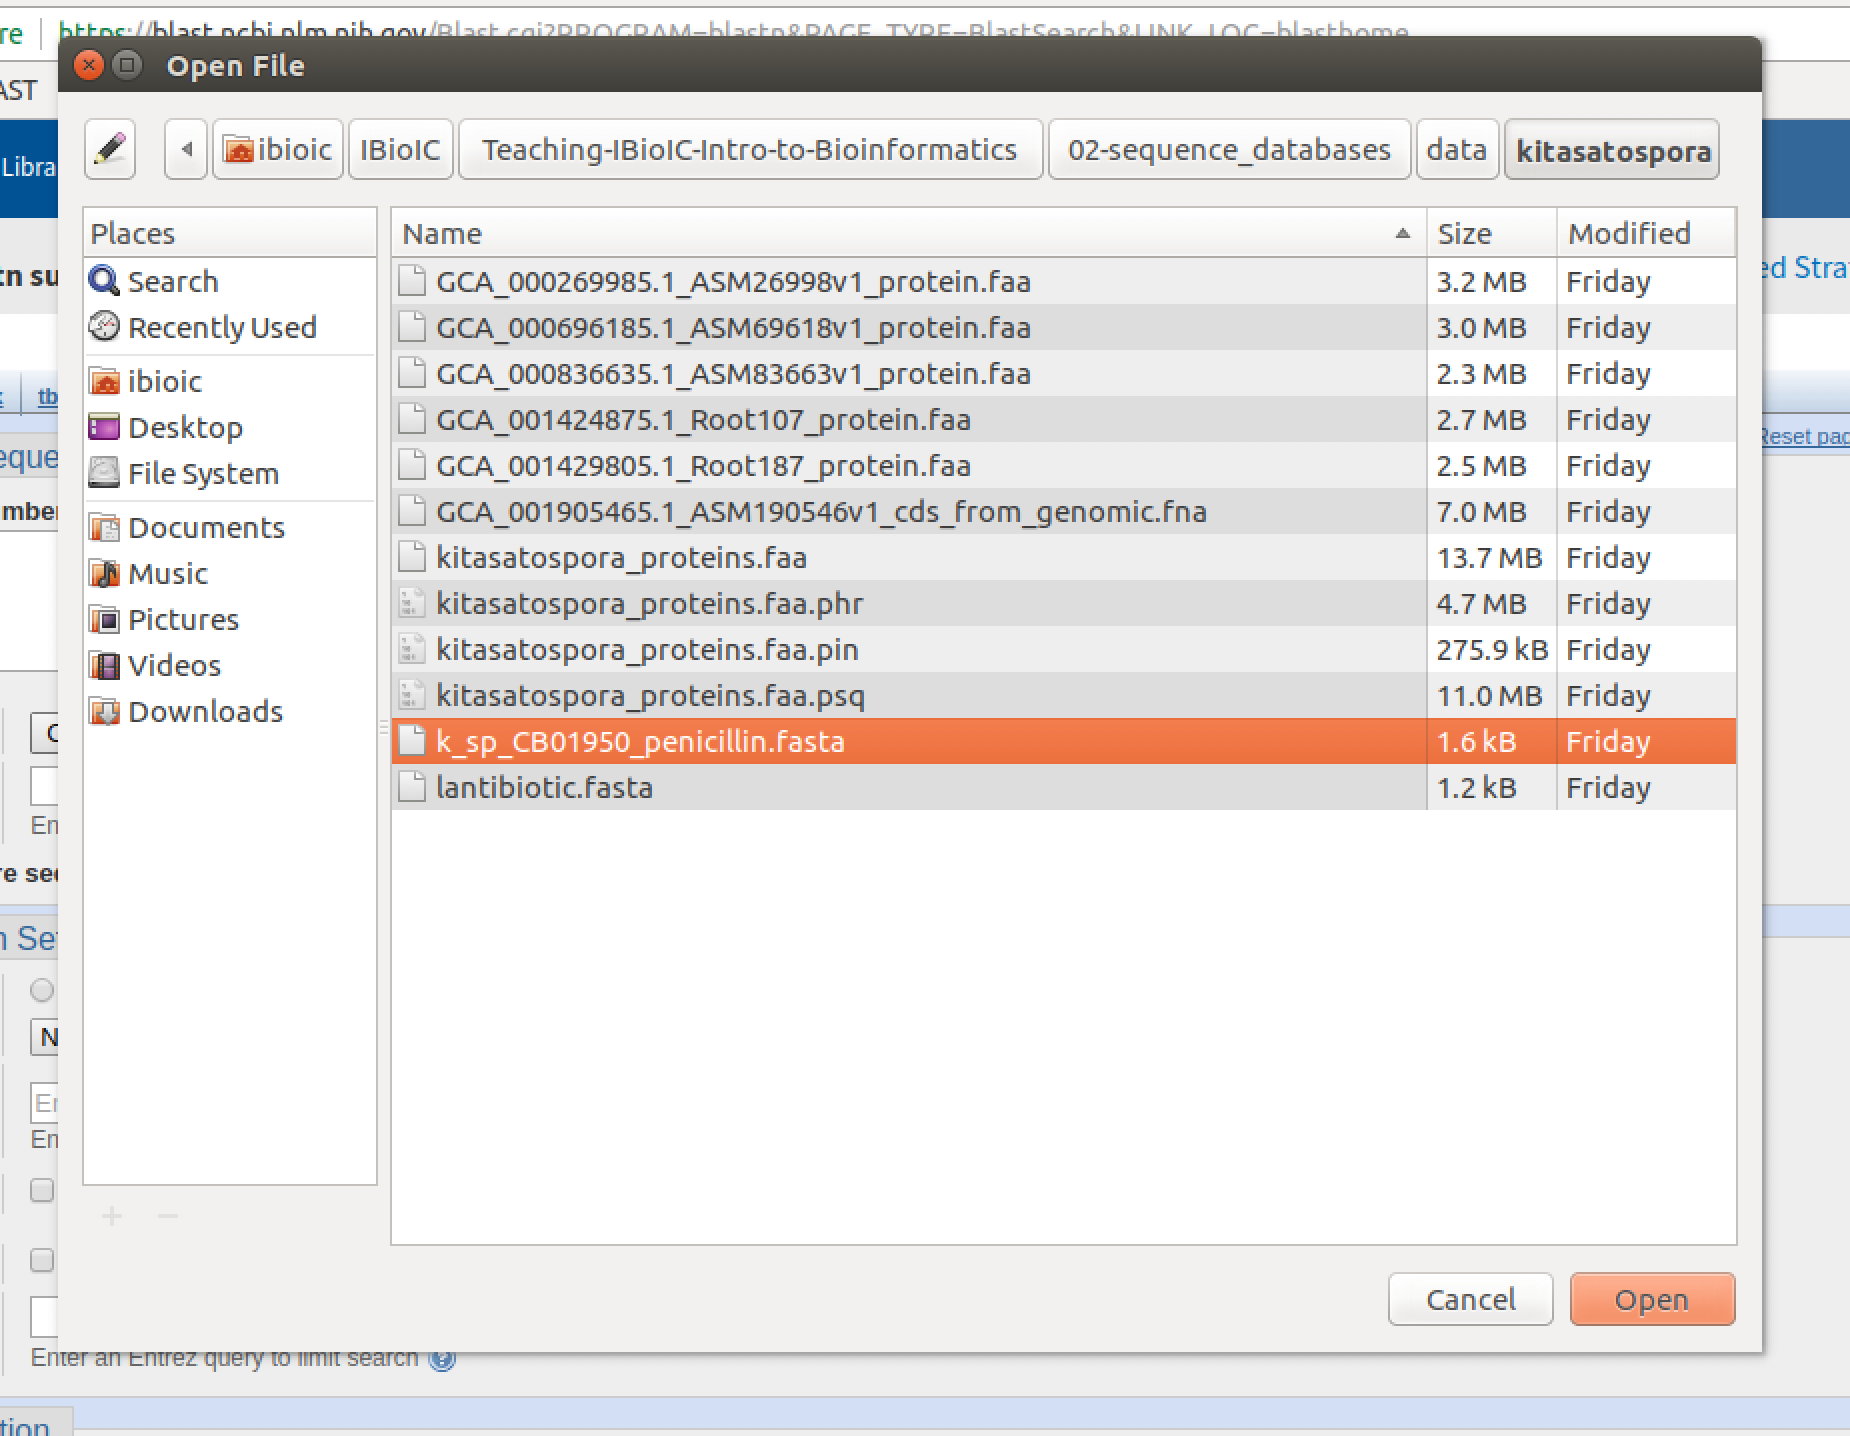 re https://blast.ncbi.nlm.nih.gov/Blast.cgi?PROGRAM=blastn&PAGE_TYPE=BlastSearch&LINK_LOC=blasthome
AST
Open File
ibioic IBioIC Teaching-IBioIC-Intro-to-Bioinformatics 02-sequence_databases data kitasatospora
Libra
Places
Search
Recently Used
ibioic
Desktop
File System
Documents
Music
Pictures
Videos
Downloads
Name Size Modified
GCA_000269985.1_ASM26998v1_protein.faa 3.2 MB Friday
GCA_000696185.1_ASM69618v1_protein.faa 3.0 MB Friday
GCA_000836635.1_ASM83663v1_protein.faa 2.3 MB Friday
GCA_001424875.1_Root107_protein.faa 2.7 MB Friday
GCA_001429805.1_Root187_protein.faa 2.5 MB Friday
GCA_001905465.1_ASM190546v1_cds_from_genomic.fna 7.0 MB Friday
kitasatospora_proteins.faa 13.7 MB Friday
kitasatospora_proteins.faa.phr 4.7 MB Friday
kitasatospora_proteins.faa.pin 275.9 kB Friday
kitasatospora_proteins.faa.psq 11.0 MB Friday
k_sp_CB01950_penicillin.fasta 1.6 kB Friday
lantibiotic.fasta 1.2 kB Friday
Cancel Open
tn su
ed Stra
tb
Reset pac
eque
mber
En
re sec
n Set
N
En
En
Enter an Entrez query to limit search
tion